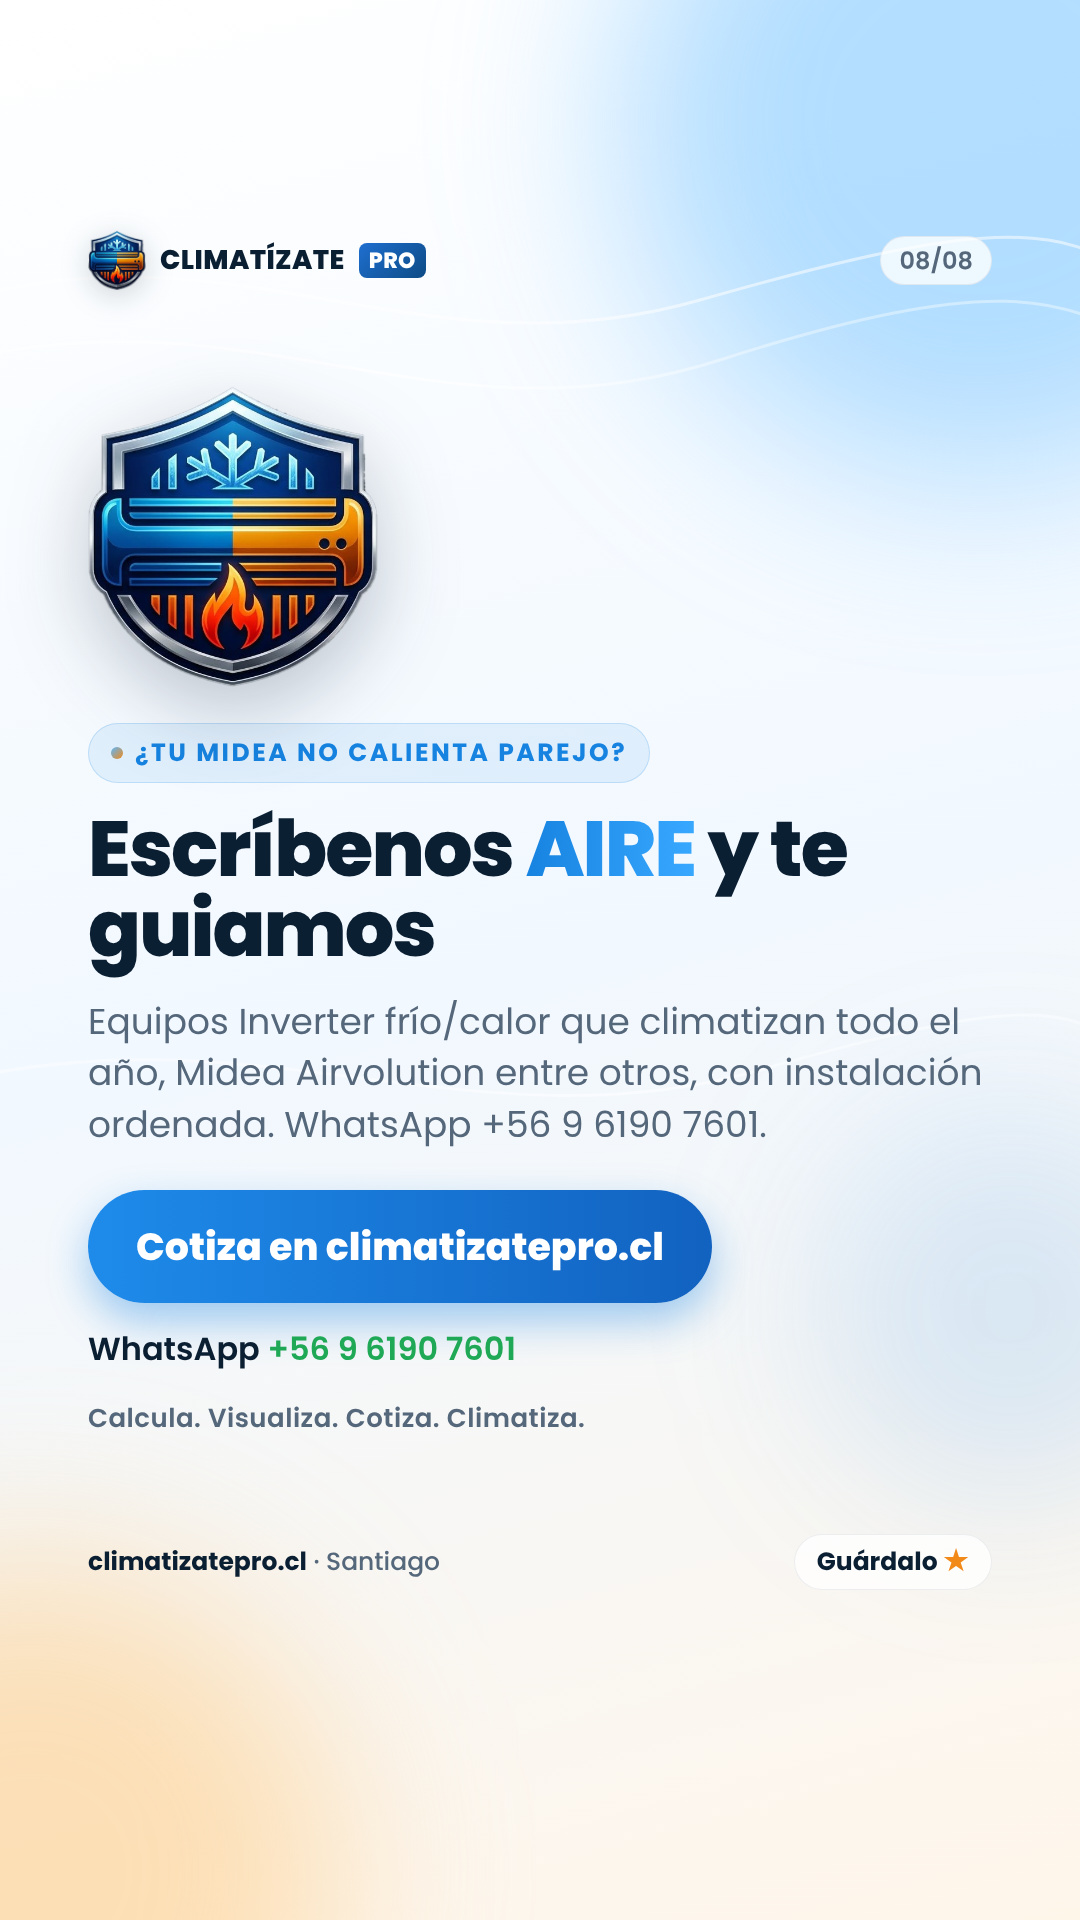 CLIMATÍZATE PRO
08/08
¿TU MIDEA NO CALIENTA PAREJO?
Escríbenos AIRE y te
guiamos
Equipos Inverter frío/calor que climatizan todo el
año, Midea Airvolution entre otros, con instalación
ordenada. WhatsApp +56 9 6190 7601.
Cotiza en climatizatepro.cl
WhatsApp +56 9 6190 7601
Calcula. Visualiza. Cotiza. Climatiza.
climatizatepro.cl · Santiago
Guárdalo ★